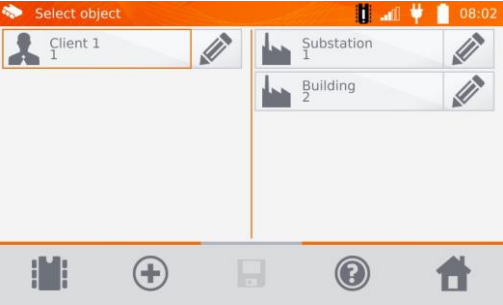 Select object
08:02
Client 1
1
Substation
1
Building
2